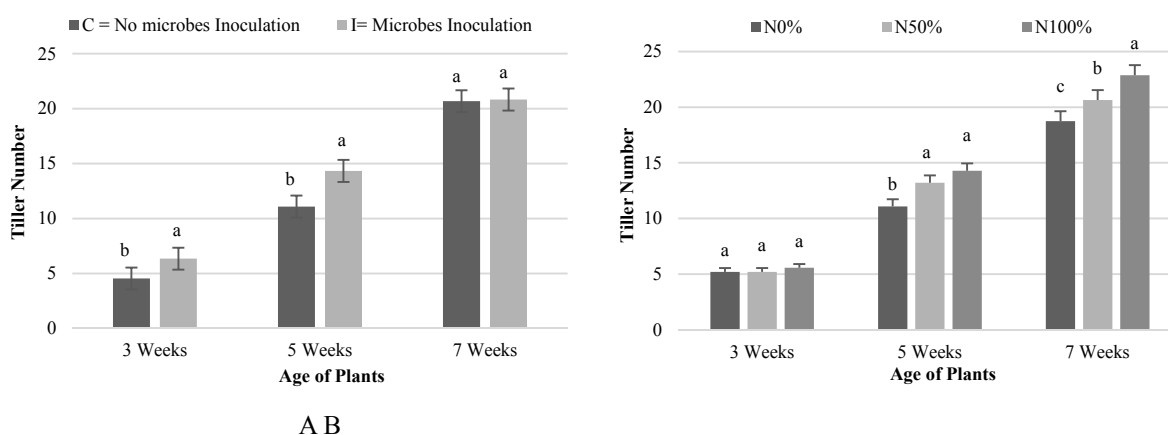 C = No microbes Inoculation I= Microbes Inoculation
25
20
15
10
5
0
Tiller Number
b a
b a
a a
3 Weeks 5 Weeks 7 Weeks
Age of Plants
N0% N50% N100%
25
20
15
10
5
0
Tiller Number
a a a
b a a
c b a
3 Weeks 5 Weeks 7 Weeks
Age of Plants
A B